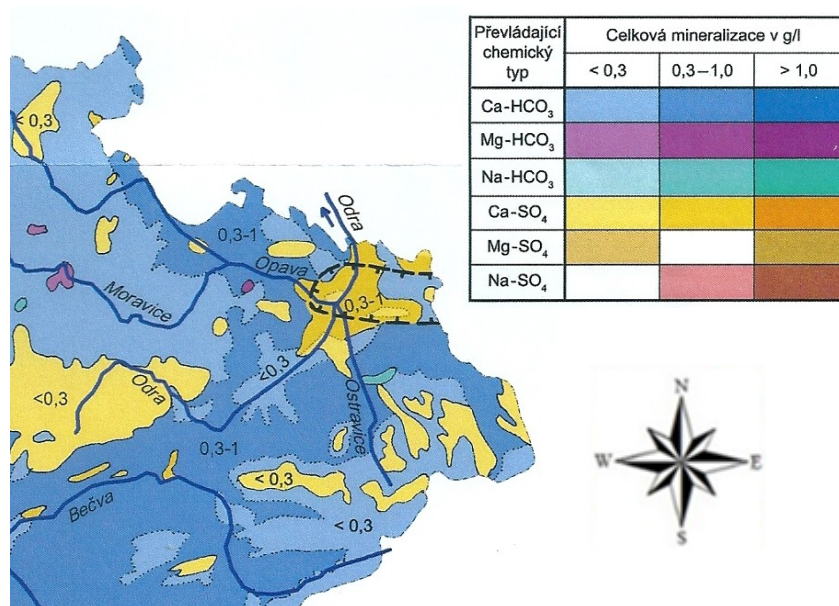 Převládající
chemický
typ
Celková mineralizace v g/l
< 0,3
0,3–1,0
> 1,0
Ca-HCO₃
Mg-HCO₃
Na-HCO₃
Ca-SO₄
Mg-SO₄
Na-SO₄
< 0,3
Odra
0,3-1
Opava
Moravice
0,3-1
<0,3
<0,3
Odra
Ostravice
0,3-1
< 0,3
Bečva
< 0,3
N
W
E
S